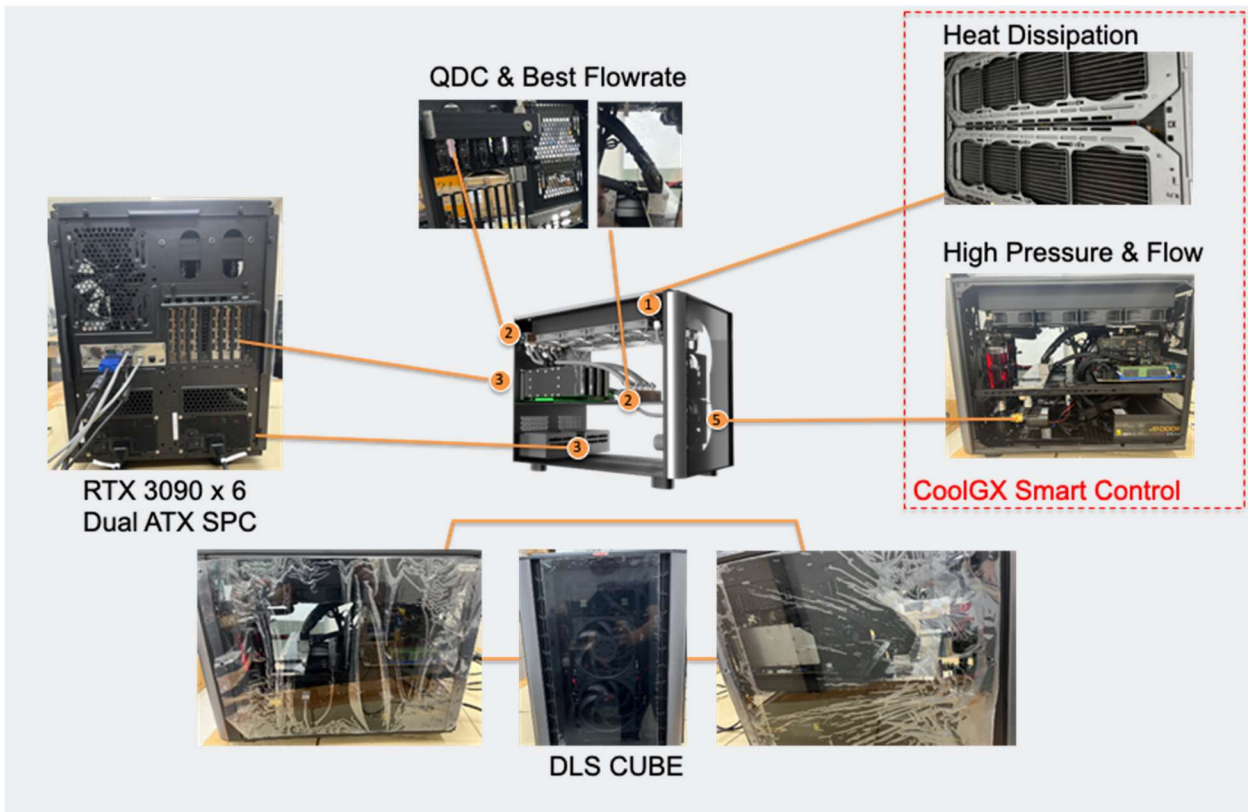 Heat Dissipation
QDC & Best Flowrate
High Pressure & Flow
1
2
3
2
5
3
CoolGX Smart Control
RTX 3090 x 6
Dual ATX SPC
DLS CUBE